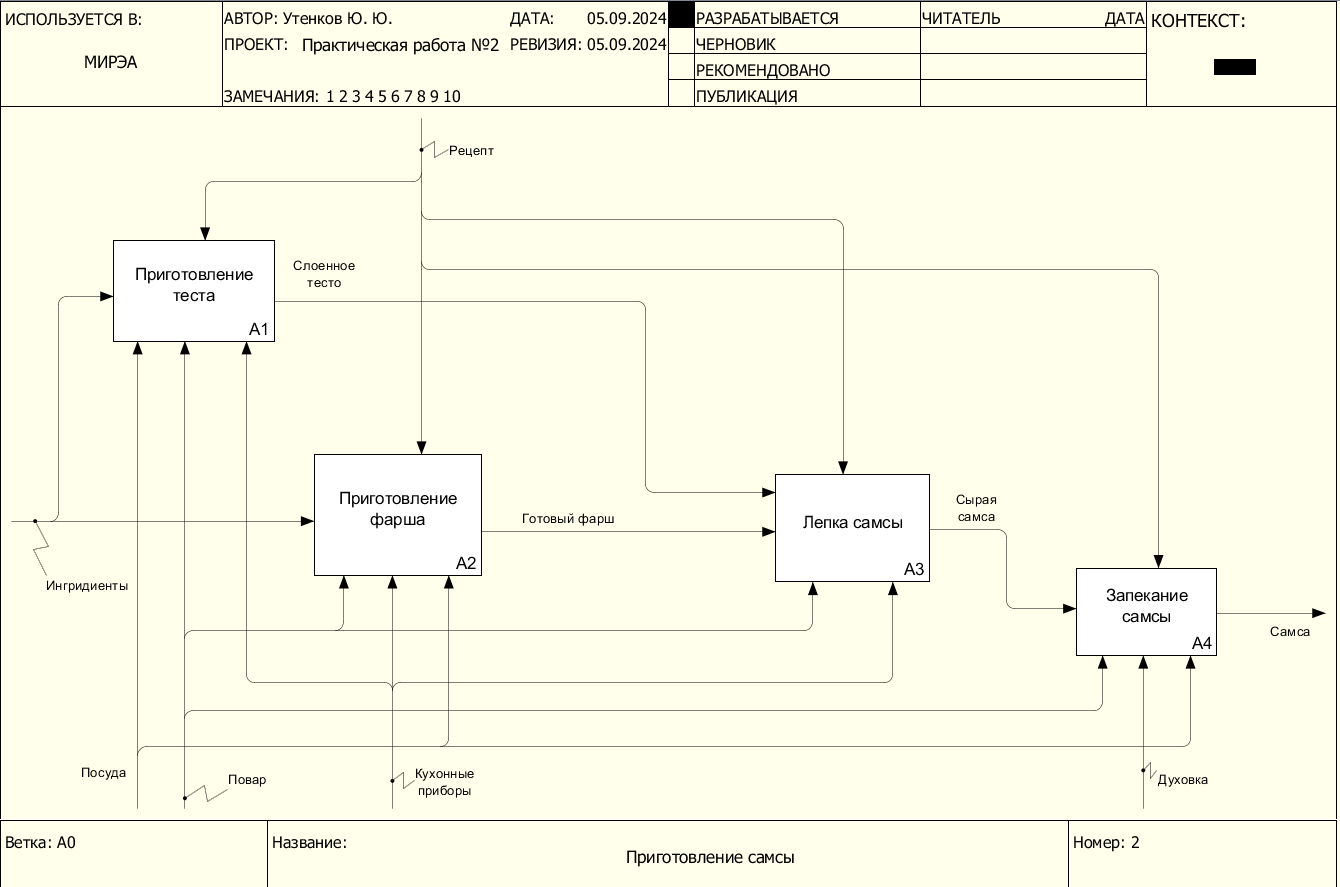 ИСПОЛЬЗУЕТСЯ В:
МИРЭА
АВТОР: Утенков Ю. Ю.
ДАТА: 05.09.2024
ПРОЕКТ: Практическая работа №2
РЕВИЗИЯ: 05.09.2024
ЗАМЕЧАНИЯ: 1 2 3 4 5 6 7 8 9 10
РАЗРАБАТЫВАЕТСЯ
ЧЕРНОВИК
РЕКОМЕНДОВАНО
ПУБЛИКАЦИЯ
ЧИТАТЕЛЬ
ДАТА
КОНТЕКСТ:
Рецепт
Приготовление
теста
A1
Слоенное
тесто
Приготовление
фарша
A2
Готовый фарш
Лепка самсы
A3
Сырая
самса
Ингридиенты
Запекание
самсы
A4
Самса
Посуда
Повар
Кухонные
приборы
Духовка
Ветка: A0
Название:
Приготовление самсы
Номер: 2